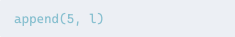 append(5, l)